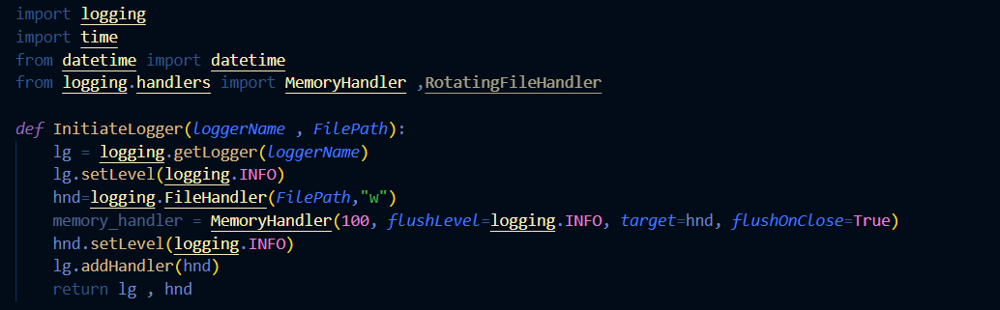 import logging
import time
from datetime import datetime
from logging.handlers import MemoryHandler ,RotatingFileHandler
def InitiateLogger(loggerName , FilePath):
lg = logging.getLogger(loggerName)
lg.setLevel(logging.INFO)
hnd=logging.FileHandler(FilePath,"w")
memory_handler = MemoryHandler(100, flushLevel=logging.INFO, target=hnd, flushOnClose=True)
hnd.setLevel(logging.INFO)
lg.addHandler(hnd)
return lg , hnd